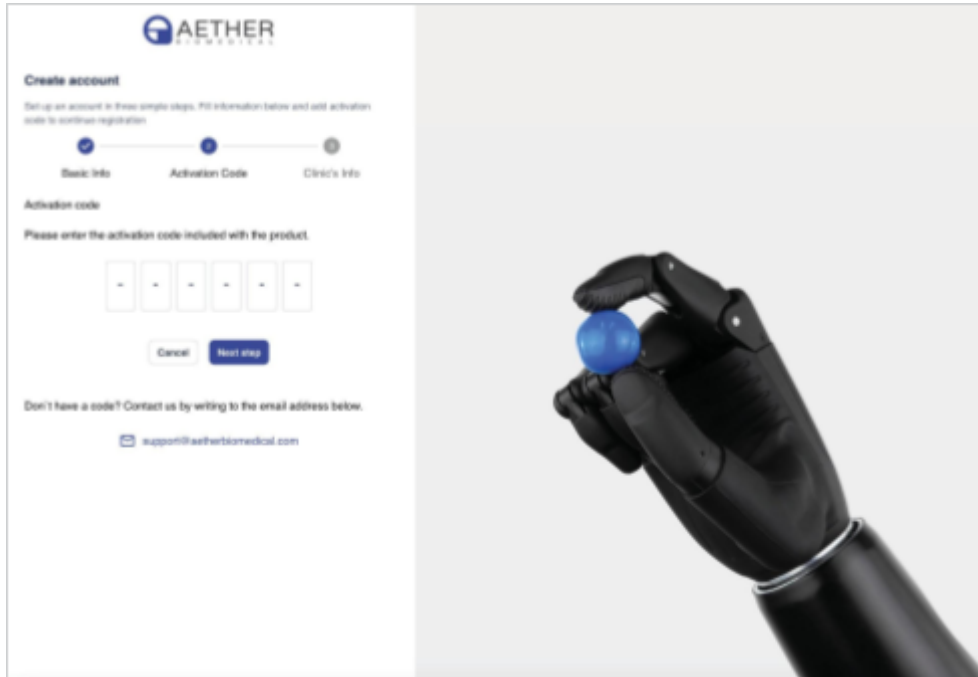 AETHER
BIOMEDICAL
Create account
Set up an account in three simple steps. Fill information below and add activation
code to continue registration
Basic Info
Activation Code
Clinic's Info
Activation code
Please enter the activation code included with the product.
- - - - - -
Cancel
Next step
Don't have a code? Contact us by writing to the email address below.
support@aetherbiomedical.com